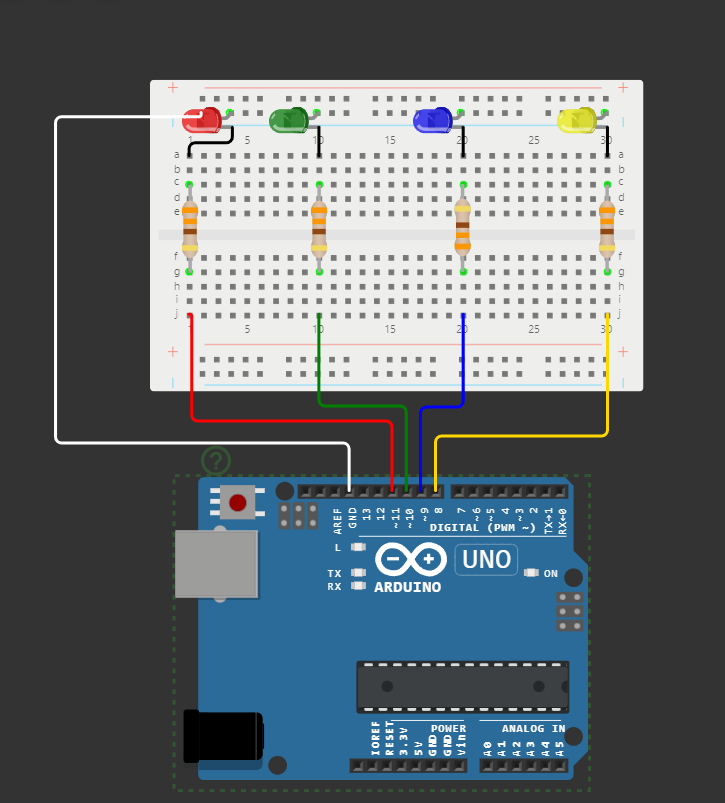 + +
1 5 10 15 20 25 30
a a
b b
c c
d d
e e
f f
g g
h h
i i
j j
1 5 10 15 20 25 30
+ +
?
AREF GND 13 12 ~11 ~10 ~9 8 7 ~6 ~5 4 ~3 2 TX→1 RX←0
DIGITAL (PWM ~)
L
UNO
TX ON
RX ARDUINO
POWER ANALOG IN
IOREF RESET 3.3V 5V GND GND Vin A0 A1 A2 A3 A4 A5